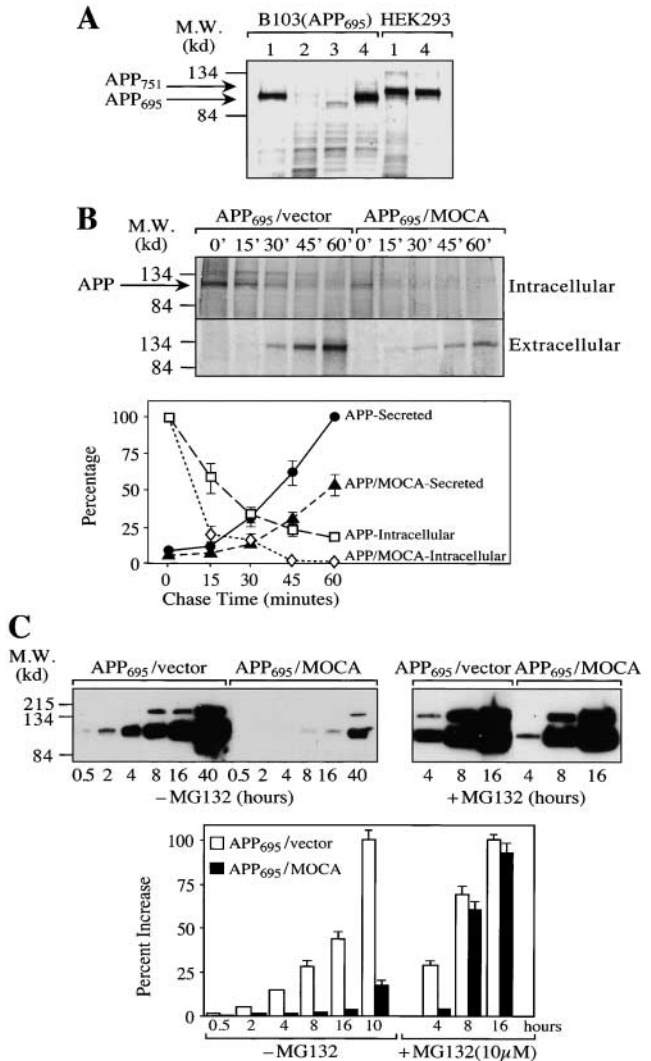 A
M.W. (kd) B103(APP695) HEK293
1 2 3 4 1 4
134
APP751
APP695
84
B
M.W. (kd) APP695/vector APP695/MOCA
0' 15' 30' 45' 60' 0' 15' 30' 45' 60'
134
APP
84
Intracellular
134
84
Extracellular
100
75
50
25
0
Percentage
APP-Secreted
APP/MOCA-Secreted
APP-Intracellular
APP/MOCA-Intracellular
0 15 30 45 60
Chase Time (minutes)
C
M.W. (kd) APP695/vector APP695/MOCA APP695/vector APP695/MOCA
215
134
84
0.5 2 4 8 16 40 0.5 2 4 8 16 40 4 8 16 4 8 16
−MG132 (hours) +MG132 (hours)
100
75
50
25
0
Percent Increase
APP695/vector
APP695/MOCA
0.5 2 4 8 16 10 4 8 16 hours
−MG132 +MG132(10µM)